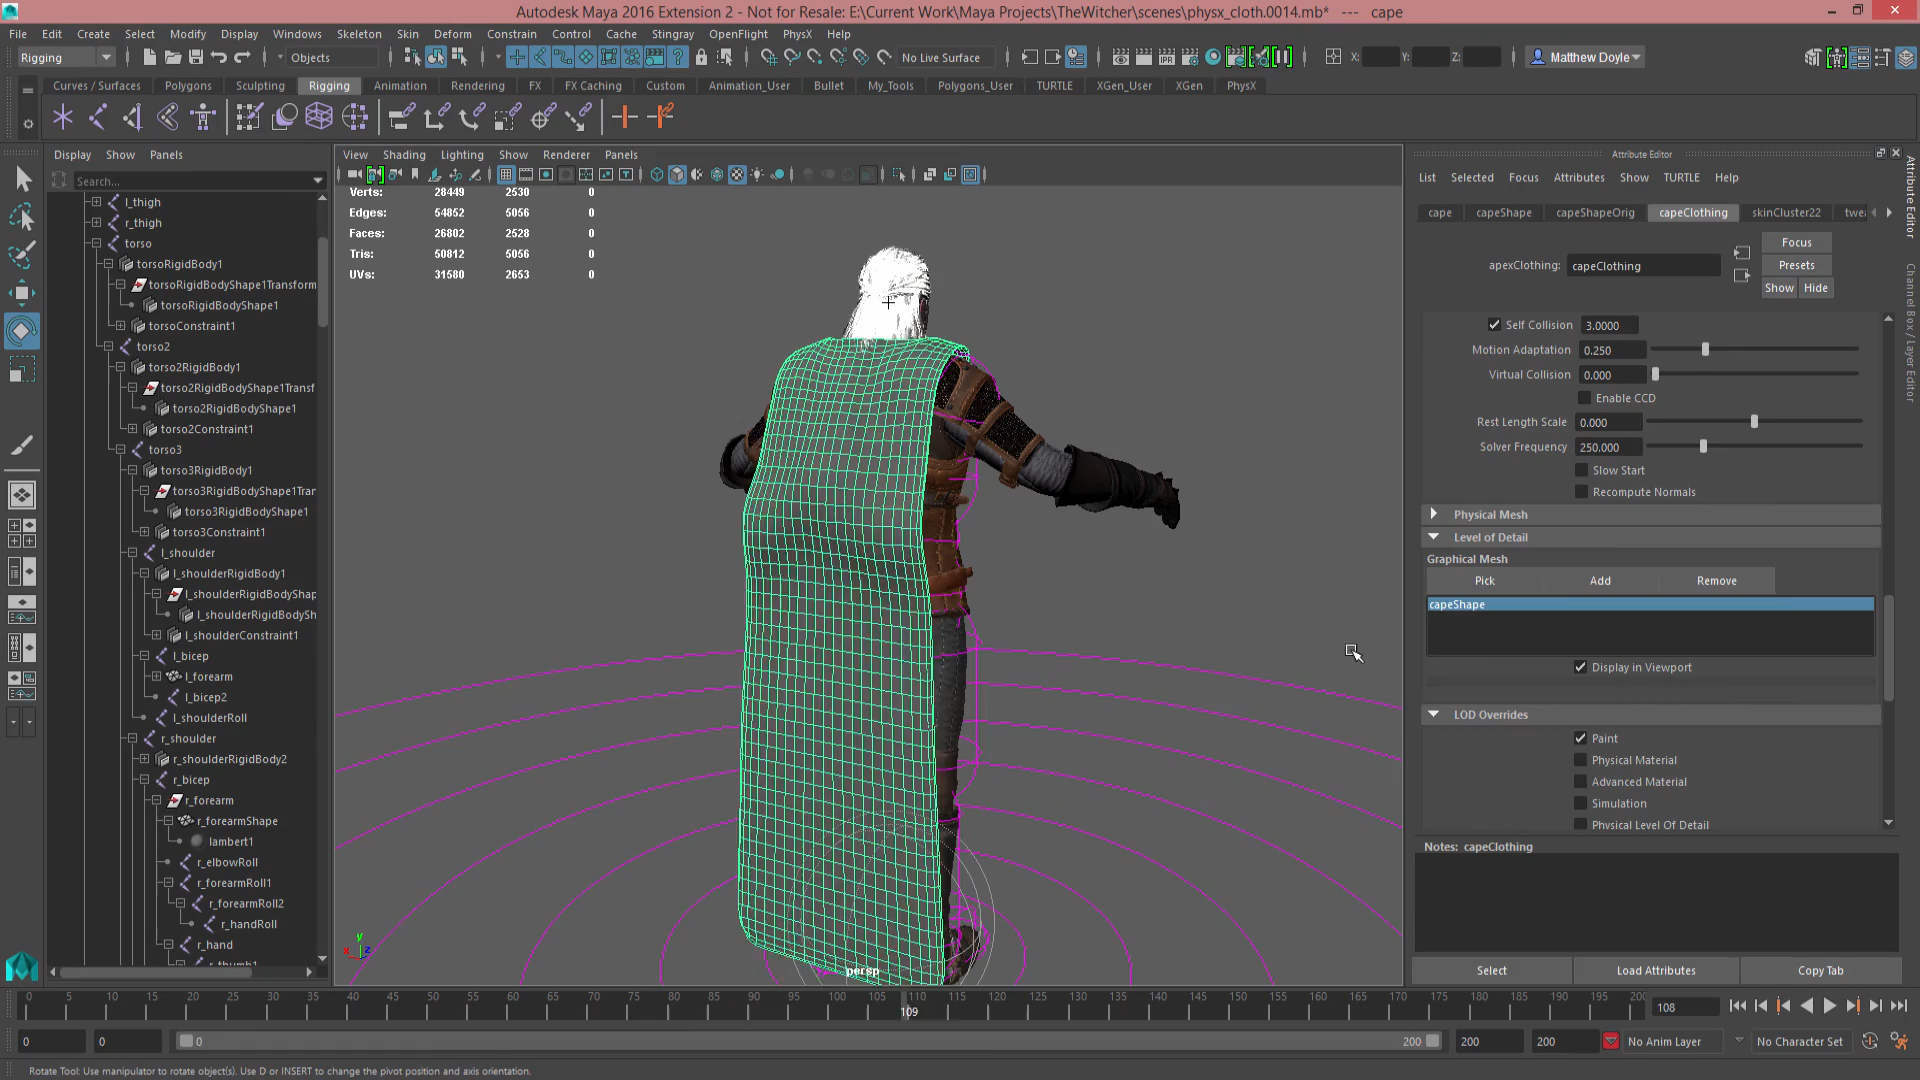 Autodesk Maya 2016 Extension 2 - Not for Resale: E:\Current Work\Maya Projects\TheWitcher\scenes\physx_cloth.0014.mb* --- cape
File Edit Create Select Modify Display Windows Skeleton Skin Deform Constrain Control Cache Stingray OpenFlight PhysX Help
Rigging Objects No Live Surface X: Y: Z: Matthew Doyle
Curves / Surfaces Polygons Sculpting Rigging Animation Rendering FX FX Caching Custom Animation_User Bullet My_Tools Polygons_User TURTLE XGen_User XGen PhysX
Display Show Panels
Search...
l_thigh
r_thigh
torso
torsoRigidBody1
torsoRigidBodyShape1Transform
torsoRigidBodyShape1
torsoConstraint1
torso2
torso2RigidBody1
torso2RigidBodyShape1Transf
torso2RigidBodyShape1
torso2Constraint1
torso3
torso3RigidBody1
torso3RigidBodyShape1Tran
torso3RigidBodyShape1
torso3Constraint1
l_shoulder
l_shoulderRigidBody1
l_shoulderRigidBodyShap
l_shoulderRigidBodySh
l_shoulderConstraint1
l_bicep
l_forearm
l_bicep2
l_shoulderRoll
r_shoulder
r_shoulderRigidBody2
r_bicep
r_forearm
r_forearmShape
lambert1
r_elbowRoll
r_forearmRoll1
r_forearmRoll2
r_handRoll
r_hand
r_thumb1
View Shading Lighting Show Renderer Panels
Verts: 28449 2530 0
Edges: 54852 5056 0
Faces: 26802 2528 0
Tris: 50812 5056 0
UVs: 31580 2653 0
y
x z
persp
Attribute Editor
List Selected Focus Attributes Show TURTLE Help
cape capeShape capeShapeOrig capeClothing skinCluster22 twea
Focus
apexClothing: capeClothing
Presets
Show Hide
Self Collision 3.0000
Motion Adaptation 0.250
Virtual Collision 0.000
Enable CCD
Rest Length Scale 0.000
Solver Frequency 250.000
Slow Start
Recompute Normals
Physical Mesh
Level of Detail
Graphical Mesh
Pick Add Remove
capeShape
Display in Viewport
LOD Overrides
Paint
Physical Material
Advanced Material
Simulation
Physical Level Of Detail
Notes: capeClothing
Select Load Attributes Copy Tab
Attribute Editor
Channel Box / Layer Editor
0 5 10 15 20 25 30 35 40 45 50 55 60 65 70 75 80 85 90 95 100 105 110 115 120 125 130 135 140 145 150 155 160 165 170 175 180 185 190 195 200
109
108
0 0 0 200 200 200 No Anim Layer No Character Set
Rotate Tool: Use manipulator to rotate object(s). Use D or INSERT to change the pivot position and axis orientation.